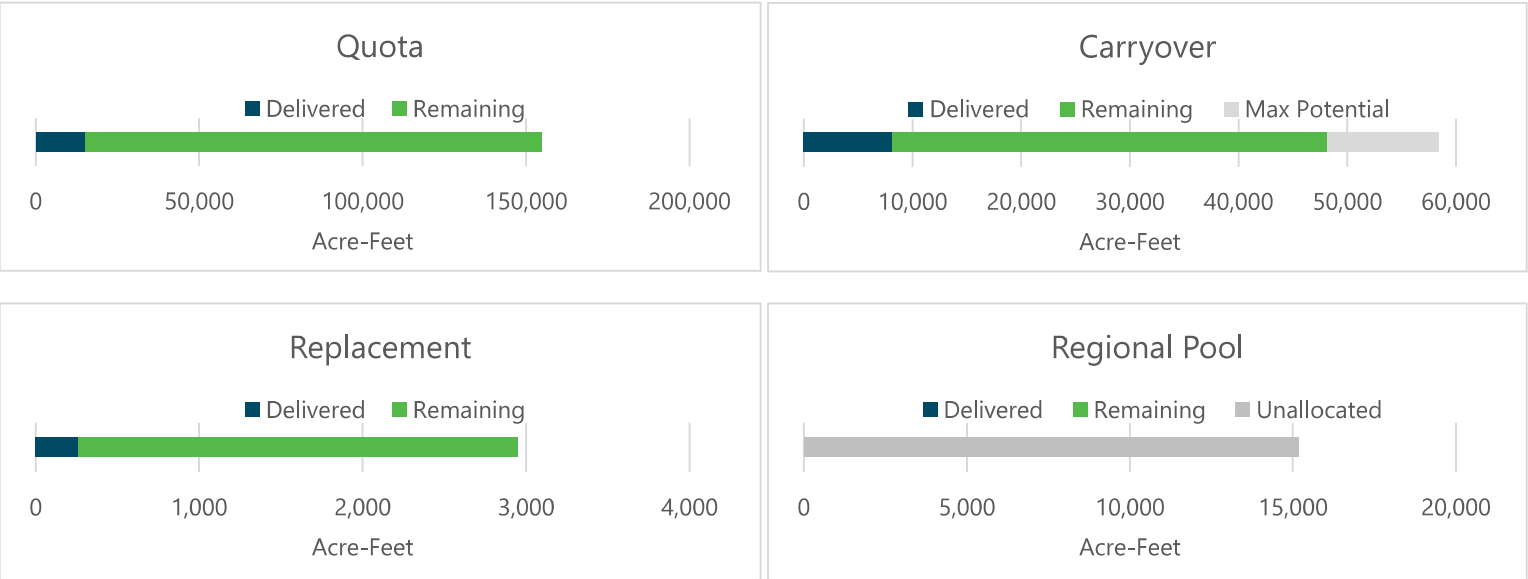 Quota
Delivered Remaining
0 50,000 100,000 150,000 200,000
Acre-Feet
Carryover
Delivered Remaining Max Potential
0 10,000 20,000 30,000 40,000 50,000 60,000
Acre-Feet
Replacement
Delivered Remaining
0 1,000 2,000 3,000 4,000
Acre-Feet
Regional Pool
Delivered Remaining Unallocated
0 5,000 10,000 15,000 20,000
Acre-Feet